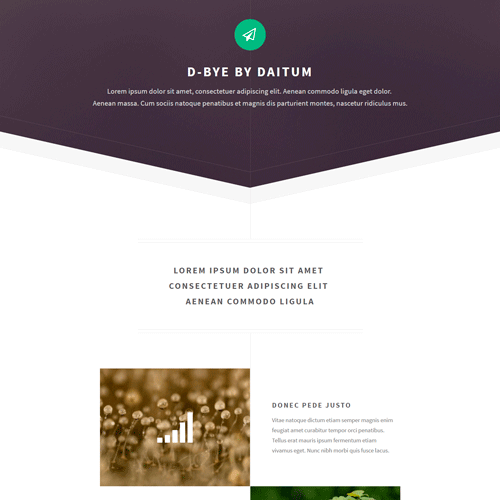 D-BYE BY DAITUM
Lorem ipsum dolor sit amet, consectetuer adipiscing elit. Aenean commodo ligula eget dolor.
Aenean massa. Cum sociis natoque penatibus et magnis dis parturient montes, nascetur ridiculus mus.
LOREM IPSUM DOLOR SIT AMET
CONSECTETUER ADIPISCING ELIT
AENEAN COMMODO LIGULA
DONEC PEDE JUSTO
Vitae natoque dictum etiam semper magnis enim
feugiat amet curabitur tempor orci penatibus.
Tellus erat mauris ipsum fermentum etiam
vivamus eget. Nunc nibh morbi quis fusce lacus.